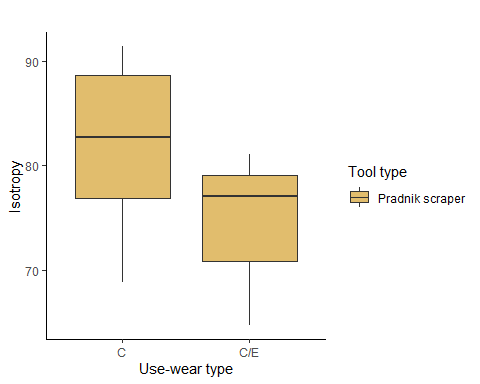 90
80
70
Isotropy
C
C/E
Use-wear type
Tool type
Pradnik scraper